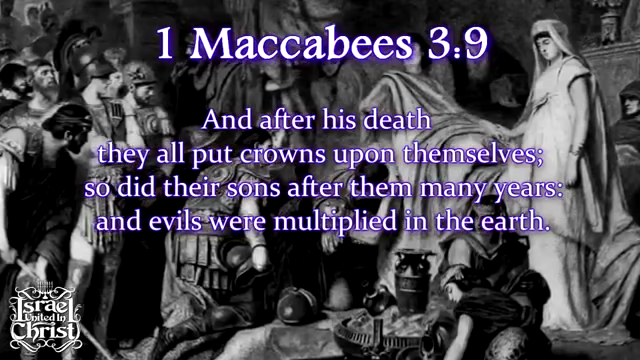 1 Maccabees 3:9
And after his death
they all put crowns upon themselves;
so did their sons after them many years:
and evils were multiplied in the earth.
Israel
United In
Christ